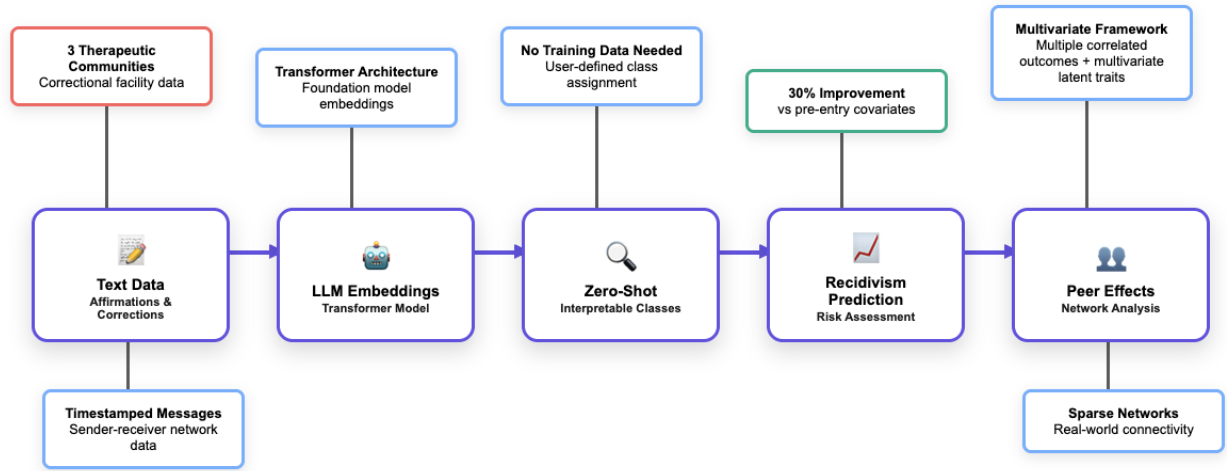 3 Therapeutic
Communities
Correctional facility data
Transformer Architecture
Foundation model
embeddings
No Training Data Needed
User-defined class
assignment
30% Improvement
vs pre-entry covariates
Multivariate Framework
Multiple correlated
outcomes + multivariate
latent traits
Text Data
Affirmations &
Corrections
LLM Embeddings
Transformer Model
Zero-Shot
Interpretable Classes
Recidivism
Prediction
Risk Assessment
Peer Effects
Network Analysis
Timestamped Messages
Sender-receiver network
data
Sparse Networks
Real-world connectivity